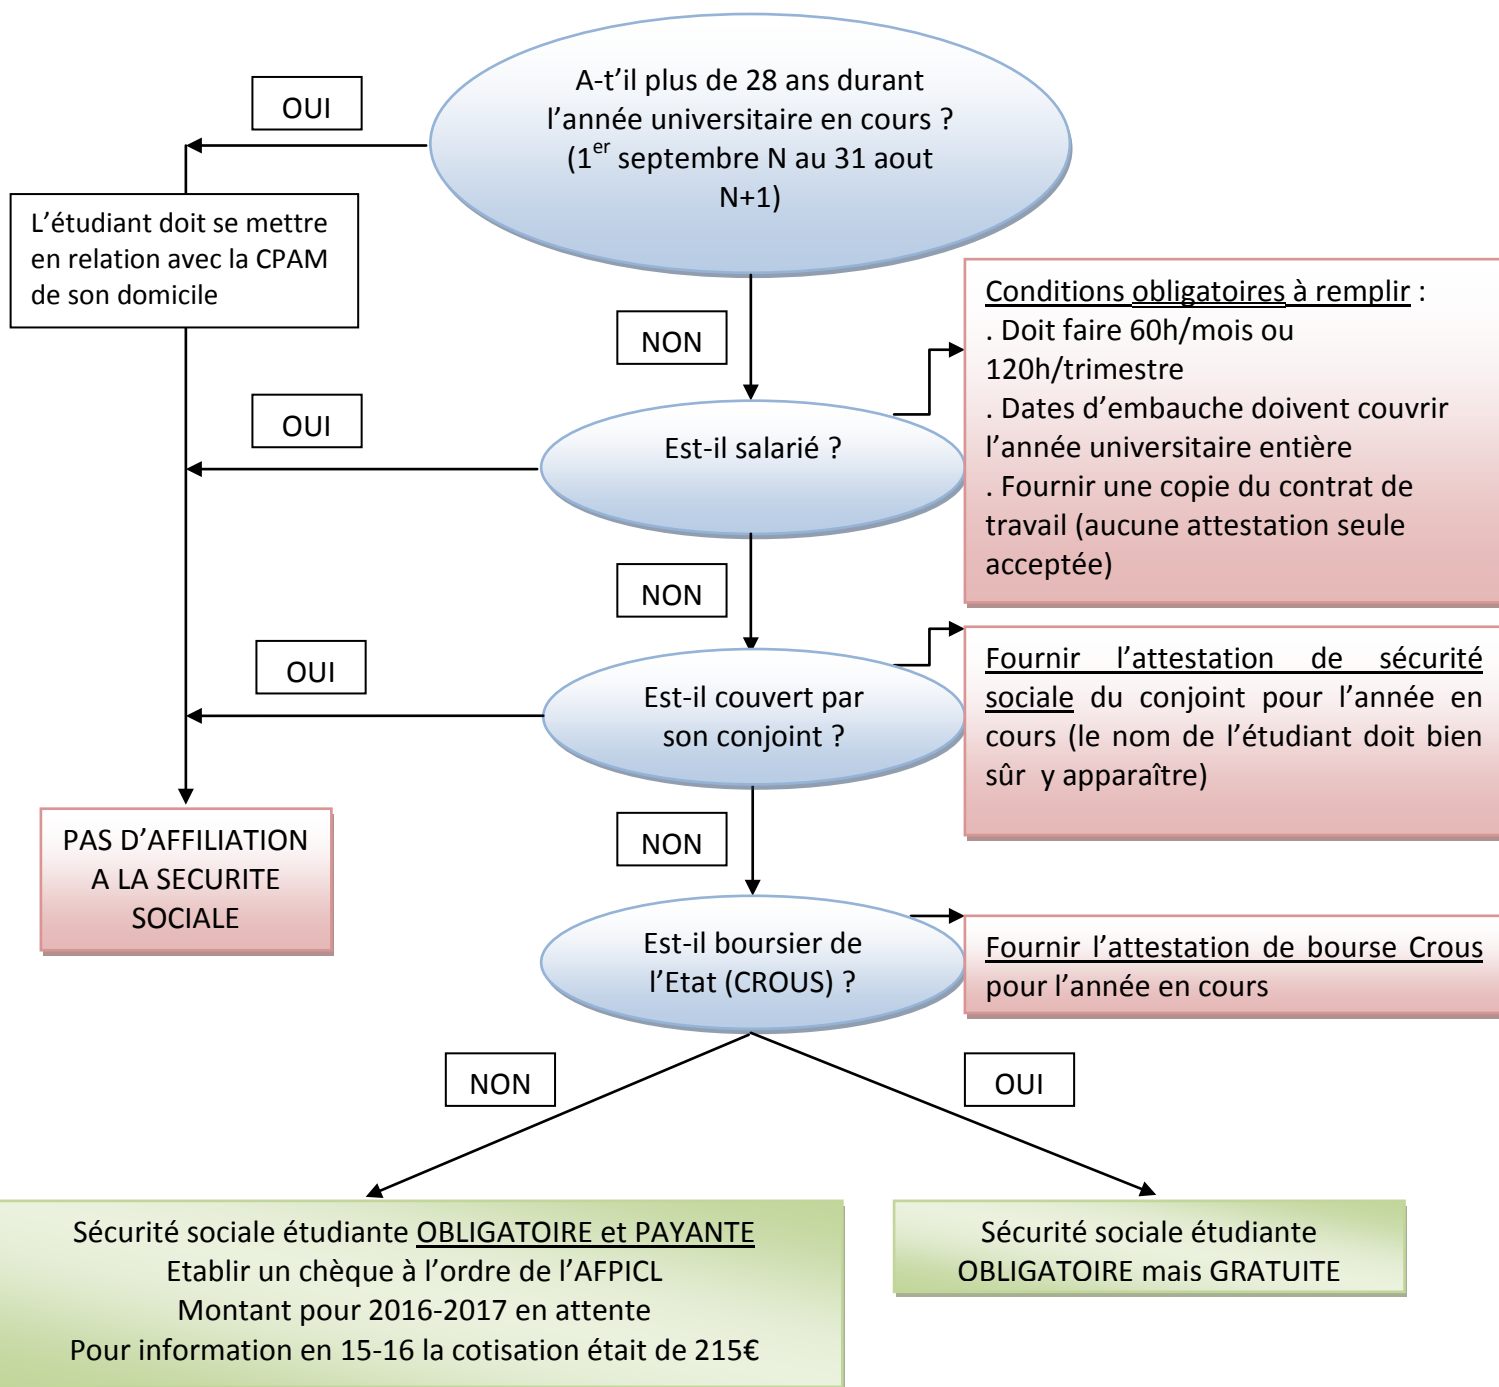 A-t'il plus de 28 ans durant
l'année universitaire en cours ?
(1er septembre N au 31 aout
N+1)
OUI
L'étudiant doit se mettre
en relation avec la CPAM
de son domicile
NON
Conditions obligatoires à remplir :
. Doit faire 60h/mois ou
120h/trimestre
. Dates d'embauche doivent couvrir
l'année universitaire entière
. Fournir une copie du contrat de
travail (aucune attestation seule
acceptée)
OUI
Est-il salarié ?
NON
OUI
Est-il couvert par
son conjoint ?
Fournir l'attestation de sécurité
sociale du conjoint pour l'année en
cours (le nom de l'étudiant doit bien
sûr y apparaître)
PAS D'AFFILIATION
A LA SECURITE
SOCIALE
NON
Est-il boursier de
l'Etat (CROUS) ?
Fournir l'attestation de bourse Crous
pour l'année en cours
NON
OUI
Sécurité sociale étudiante OBLIGATOIRE et PAYANTE
Etablir un chèque à l'ordre de l'AFPICL
Montant pour 2016-2017 en attente
Pour information en 15-16 la cotisation était de 215€
Sécurité sociale étudiante
OBLIGATOIRE mais GRATUITE